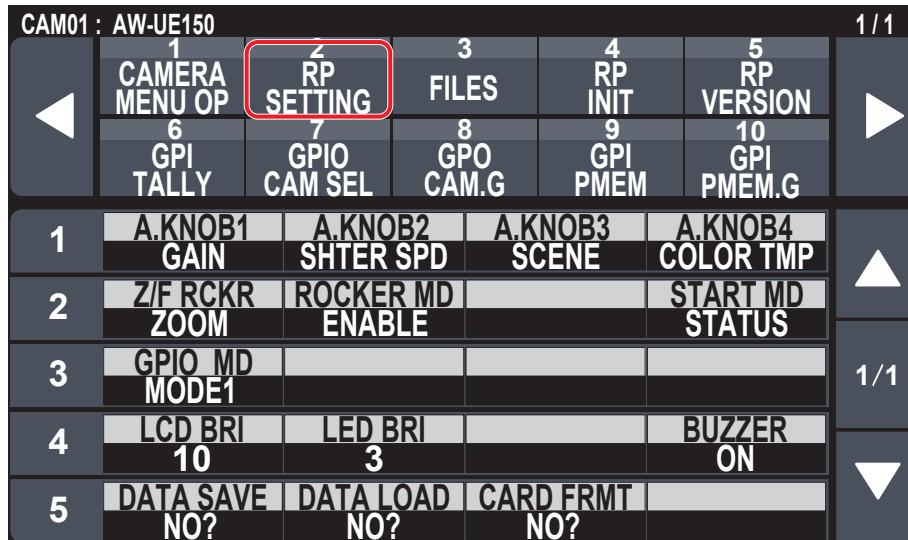 CAM01 : AW-UE150 1 / 1
1 2 3 4 5
CAMERA MENU OP RP SETTING FILES RP INIT RP VERSION
6 7 8 9 10
GPI TALLY GPIO CAM SEL GPO CAM.G GPI PMEM GPI PMEM.G
1 A.KNOB1 A.KNOB2 A.KNOB3 A.KNOB4
GAIN SHTER SPD SCENE COLOR TMP
2 Z/F RCKR ROCKER MD START MD
ZOOM ENABLE STATUS
3 GPIO MD 1/1
MODE1
4 LCD BRI LED BRI BUZZER
10 3 ON
5 DATA SAVE DATA LOAD CARD FRMT
NO? NO? NO?